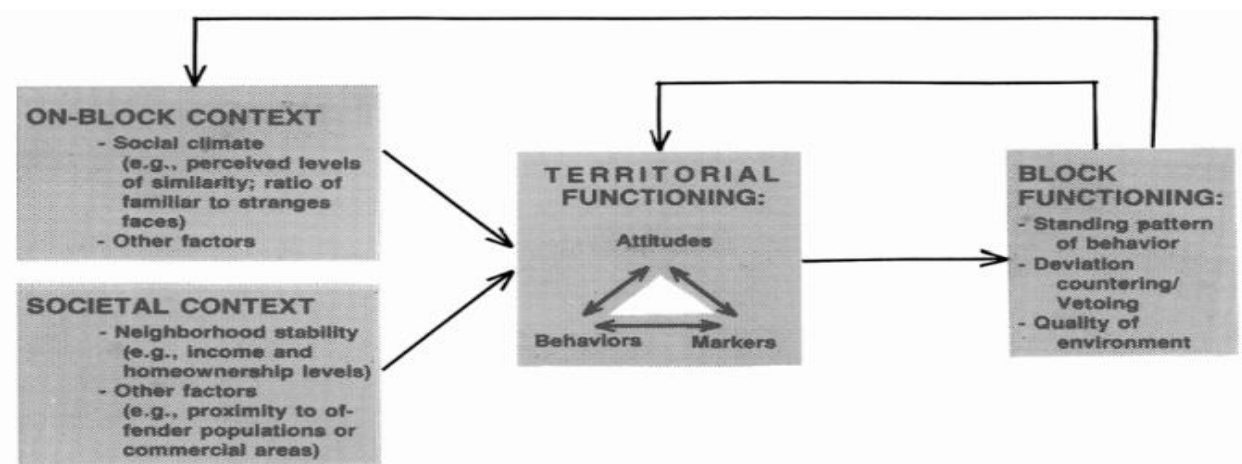 ON-BLOCK CONTEXT
- Social climate
(e.g., perceived levels
of similarity; ratio of
familiar to stranges
faces)
- Other factors
SOCIETAL CONTEXT
- Neighborhood stability
(e.g., income and
homeownership levels)
- Other factors
(e.g., proximity to of-
fender populations or
commercial areas)
TERRITORIAL
FUNCTIONING:
Attitudes
Behaviors Markers
BLOCK
FUNCTIONING:
- Standing pattern
of behavior
- Deviation
countering/
Vetoing
- Quality of
environment